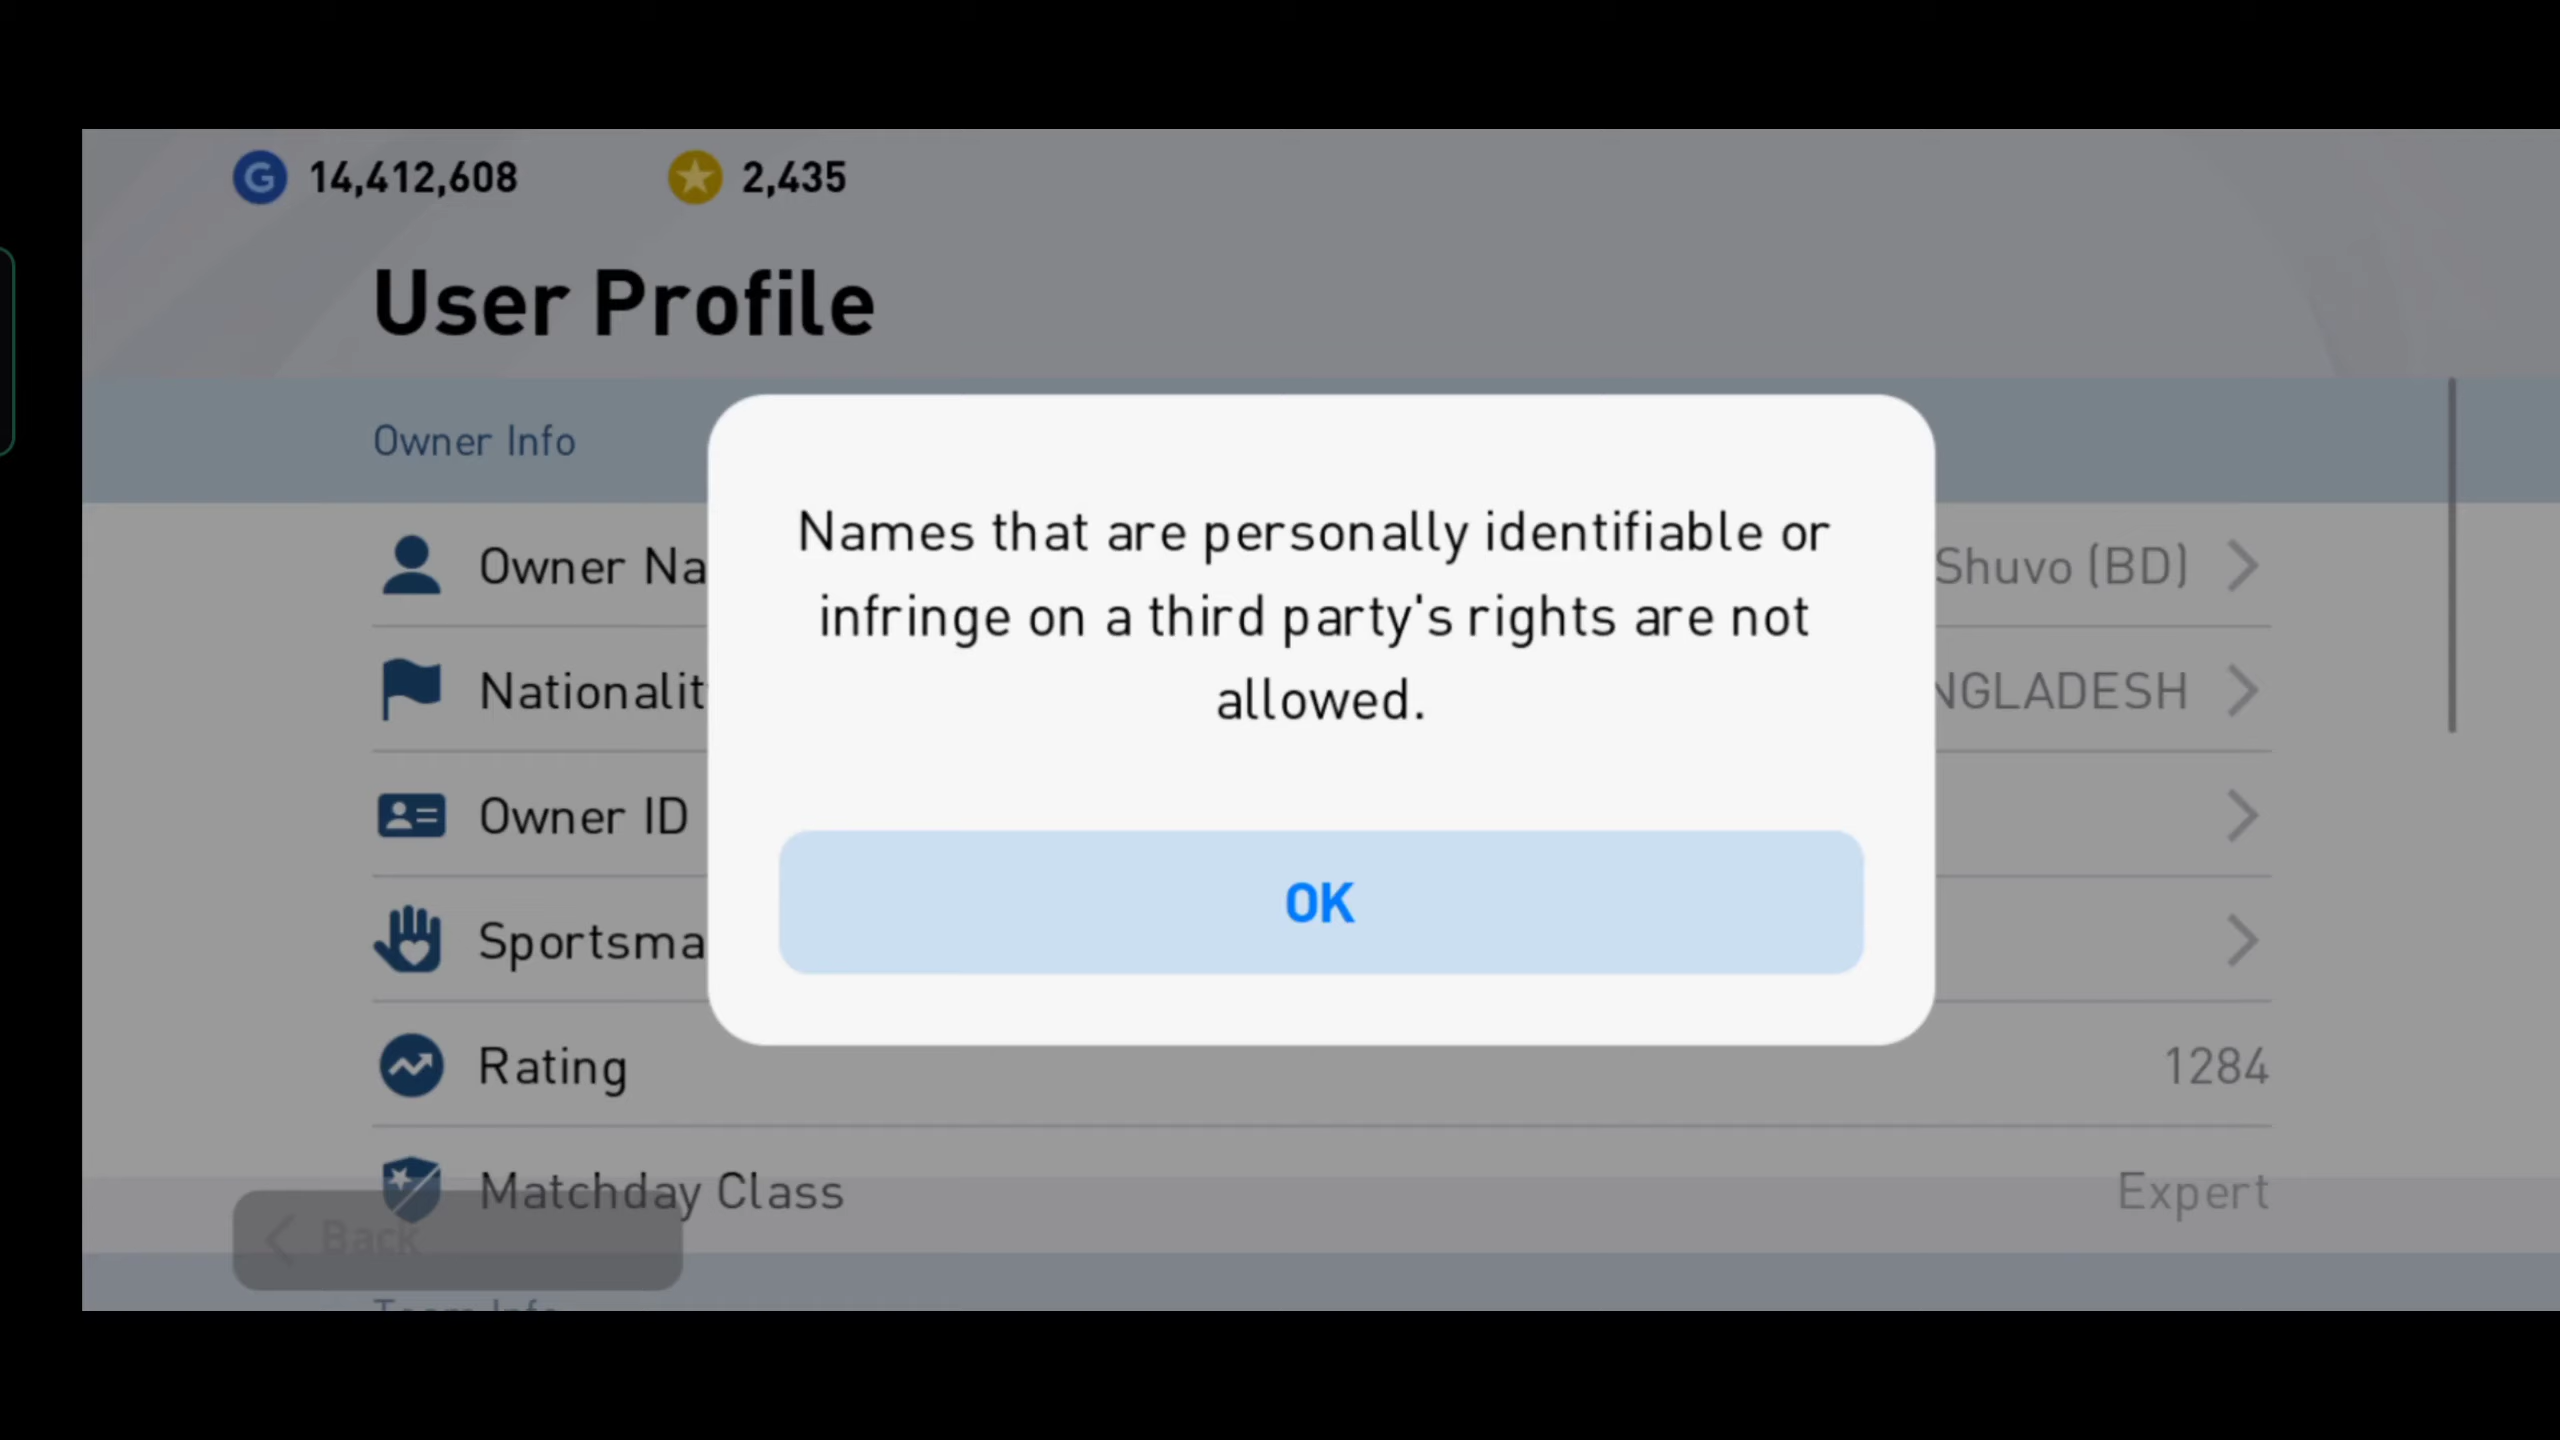 G 14,412,608 2,435
User Profile
Owner Info
Owner Na
Shuvo (BD)
Nationalit
NGLADESH
Names that are personally identifiable or
infringe on a third party's rights are not
allowed.
OK
Owner ID
Sportsma
Rating 1284
Matchday Class Expert
Back
Team Info